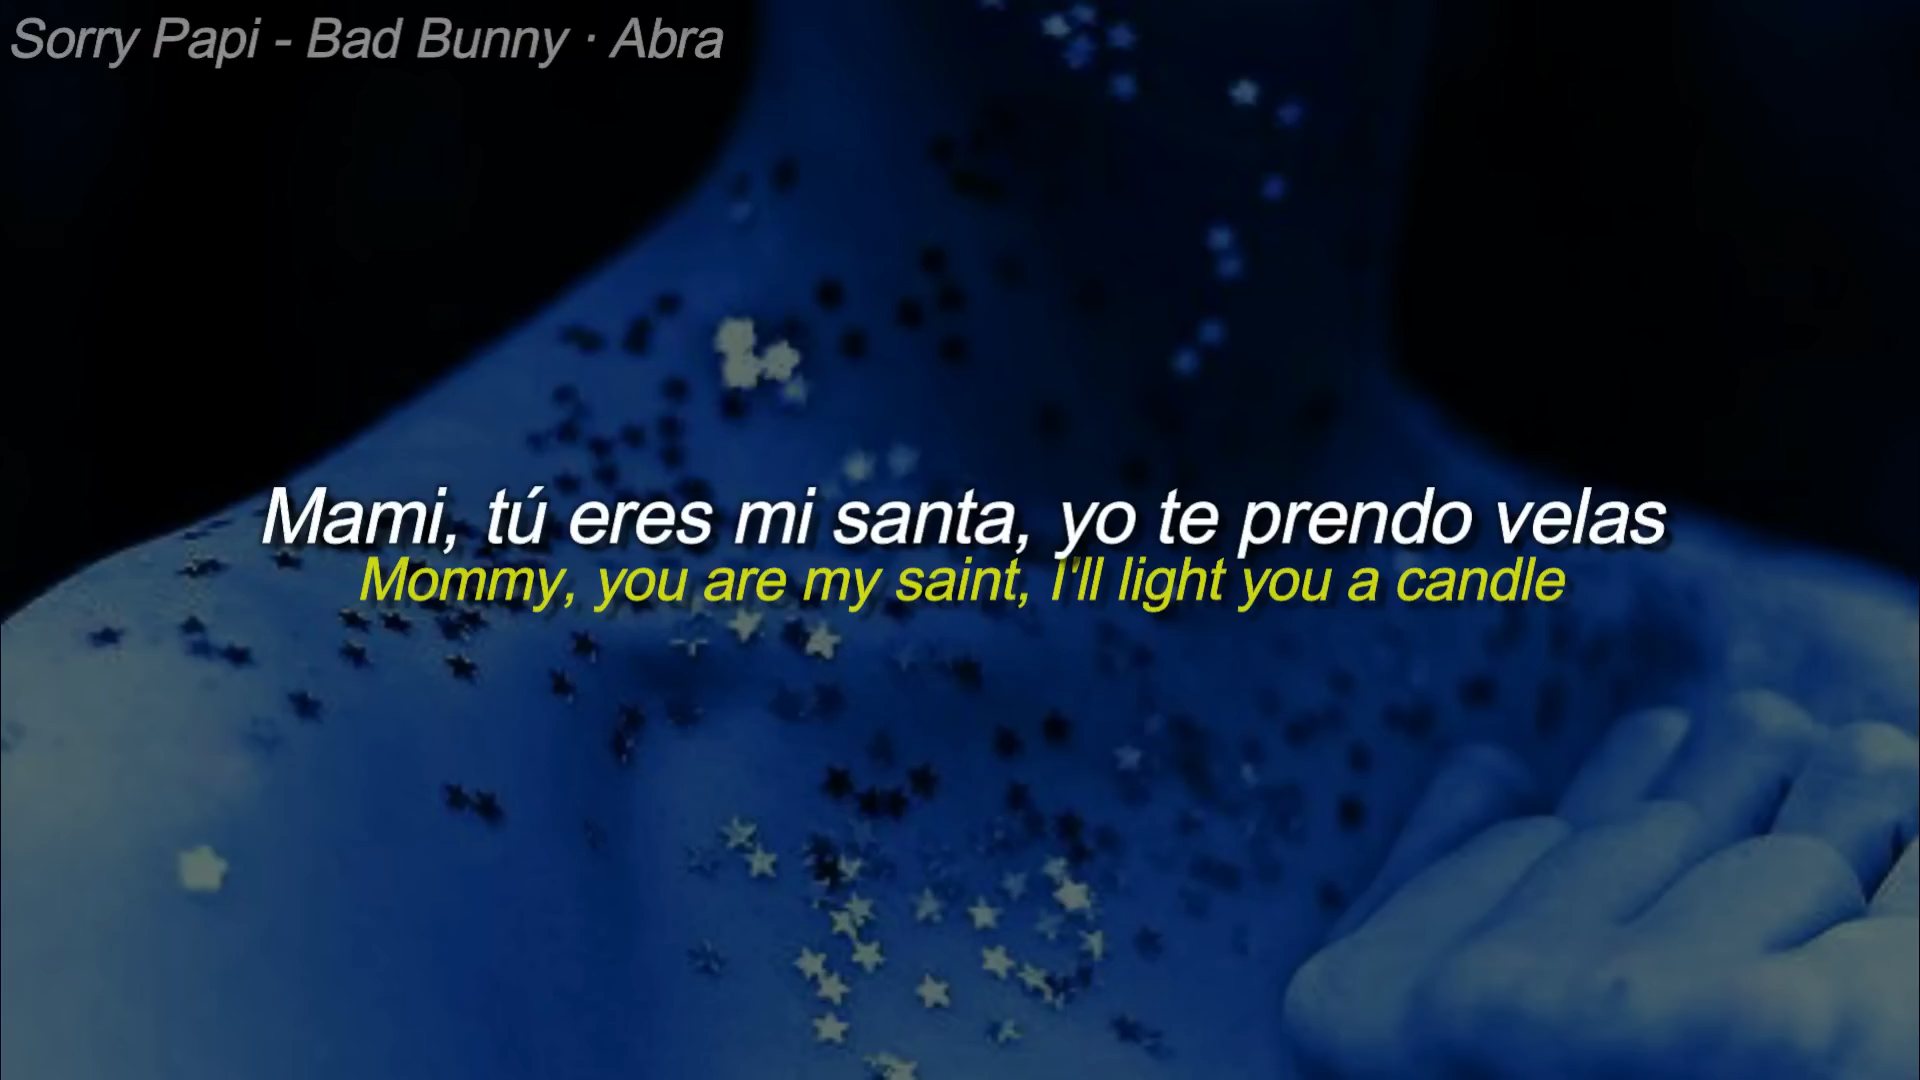 Sorry Papi - Bad Bunny · Abra
Mami, tú eres mi santa, yo te prendo velas
Mommy, you are my saint, I'll light you a candle